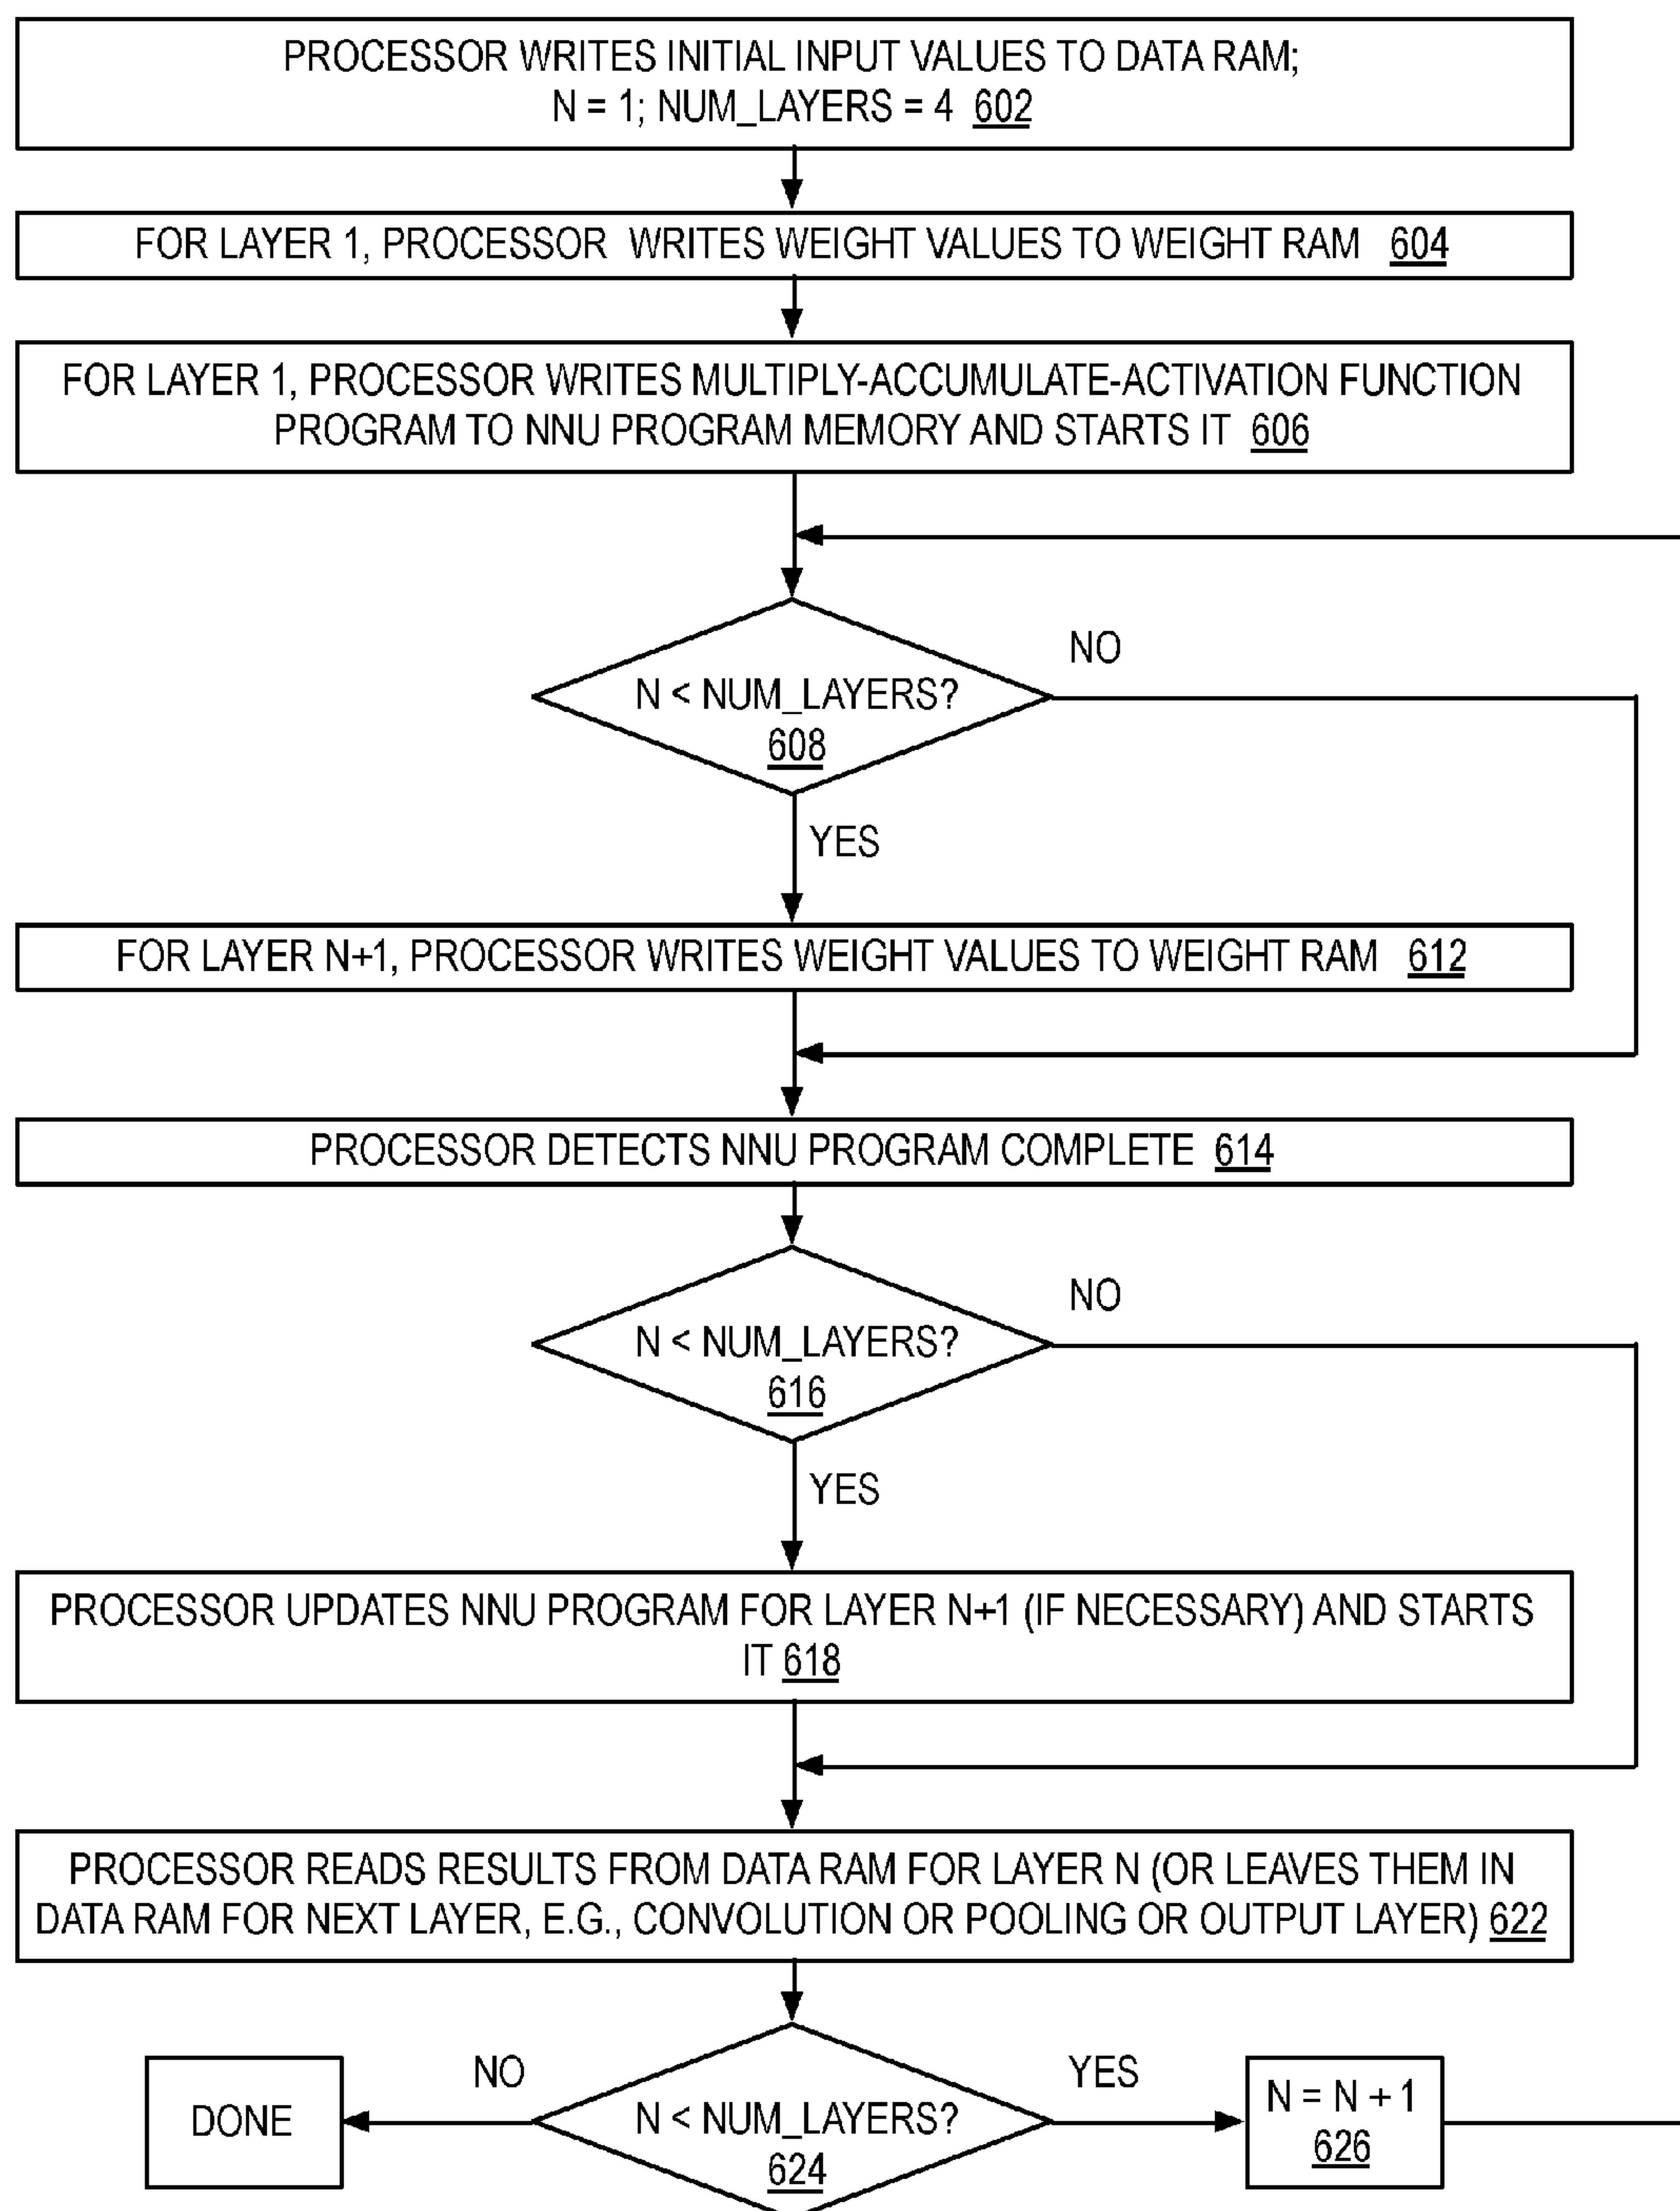 PROCESSOR WRITES INITIAL INPUT VALUES TO DATA RAM;
N = 1; NUM_LAYERS = 4 602
FOR LAYER 1, PROCESSOR WRITES WEIGHT VALUES TO WEIGHT RAM 604
FOR LAYER 1, PROCESSOR WRITES MULTIPLY-ACCUMULATE-ACTIVATION FUNCTION
PROGRAM TO NNU PROGRAM MEMORY AND STARTS IT 606
NO
N < NUM_LAYERS?
608
YES
FOR LAYER N+1, PROCESSOR WRITES WEIGHT VALUES TO WEIGHT RAM 612
PROCESSOR DETECTS NNU PROGRAM COMPLETE 614
NO
N < NUM_LAYERS?
616
YES
PROCESSOR UPDATES NNU PROGRAM FOR LAYER N+1 (IF NECESSARY) AND STARTS
IT 618
PROCESSOR READS RESULTS FROM DATA RAM FOR LAYER N (OR LEAVES THEM IN
DATA RAM FOR NEXT LAYER, E.G., CONVOLUTION OR POOLING OR OUTPUT LAYER) 622
NO
YES
DONE
N < NUM_LAYERS?
624
N = N + 1
626